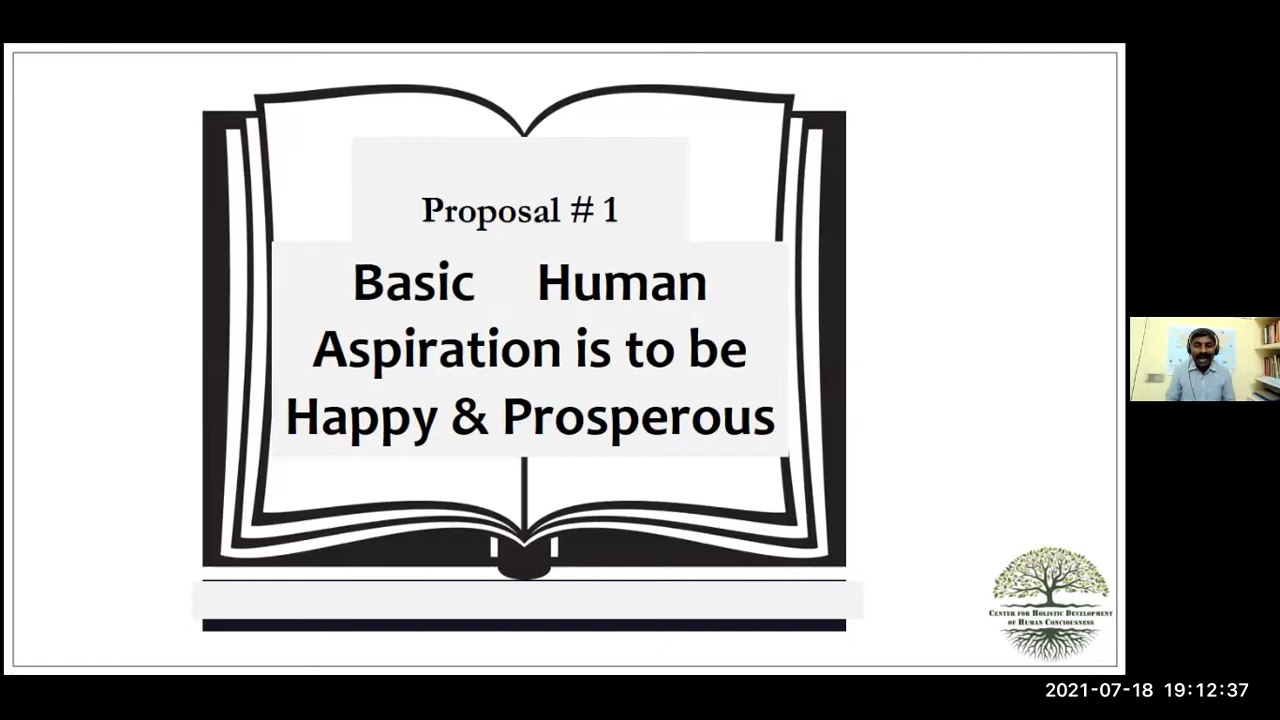 Proposal # 1
Basic Human
Aspiration is to be
Happy & Prosperous
CENTER FOR HOLISTIC DEVELOPMENT
OF HUMAN CONCIOUSNESS
2021-07-18 19:12:37